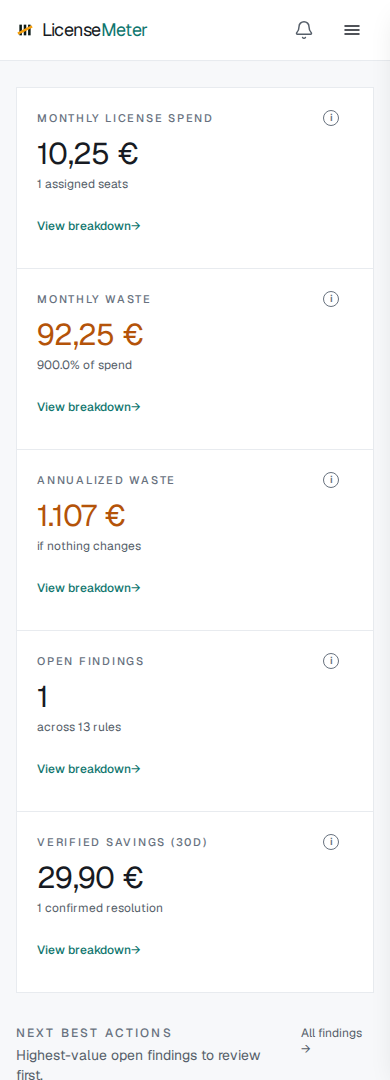 LicenseMeter
MONTHLY LICENSE SPEND
10,25 €
1 assigned seats
View breakdown→
MONTHLY WASTE
92,25 €
900.0% of spend
View breakdown→
ANNUALIZED WASTE
1.107 €
if nothing changes
View breakdown→
OPEN FINDINGS
1
across 13 rules
View breakdown→
VERIFIED SAVINGS (30D)
29,90 €
1 confirmed resolution
View breakdown→
NEXT BEST ACTIONS
All findings
→
Highest-value open findings to review
first.